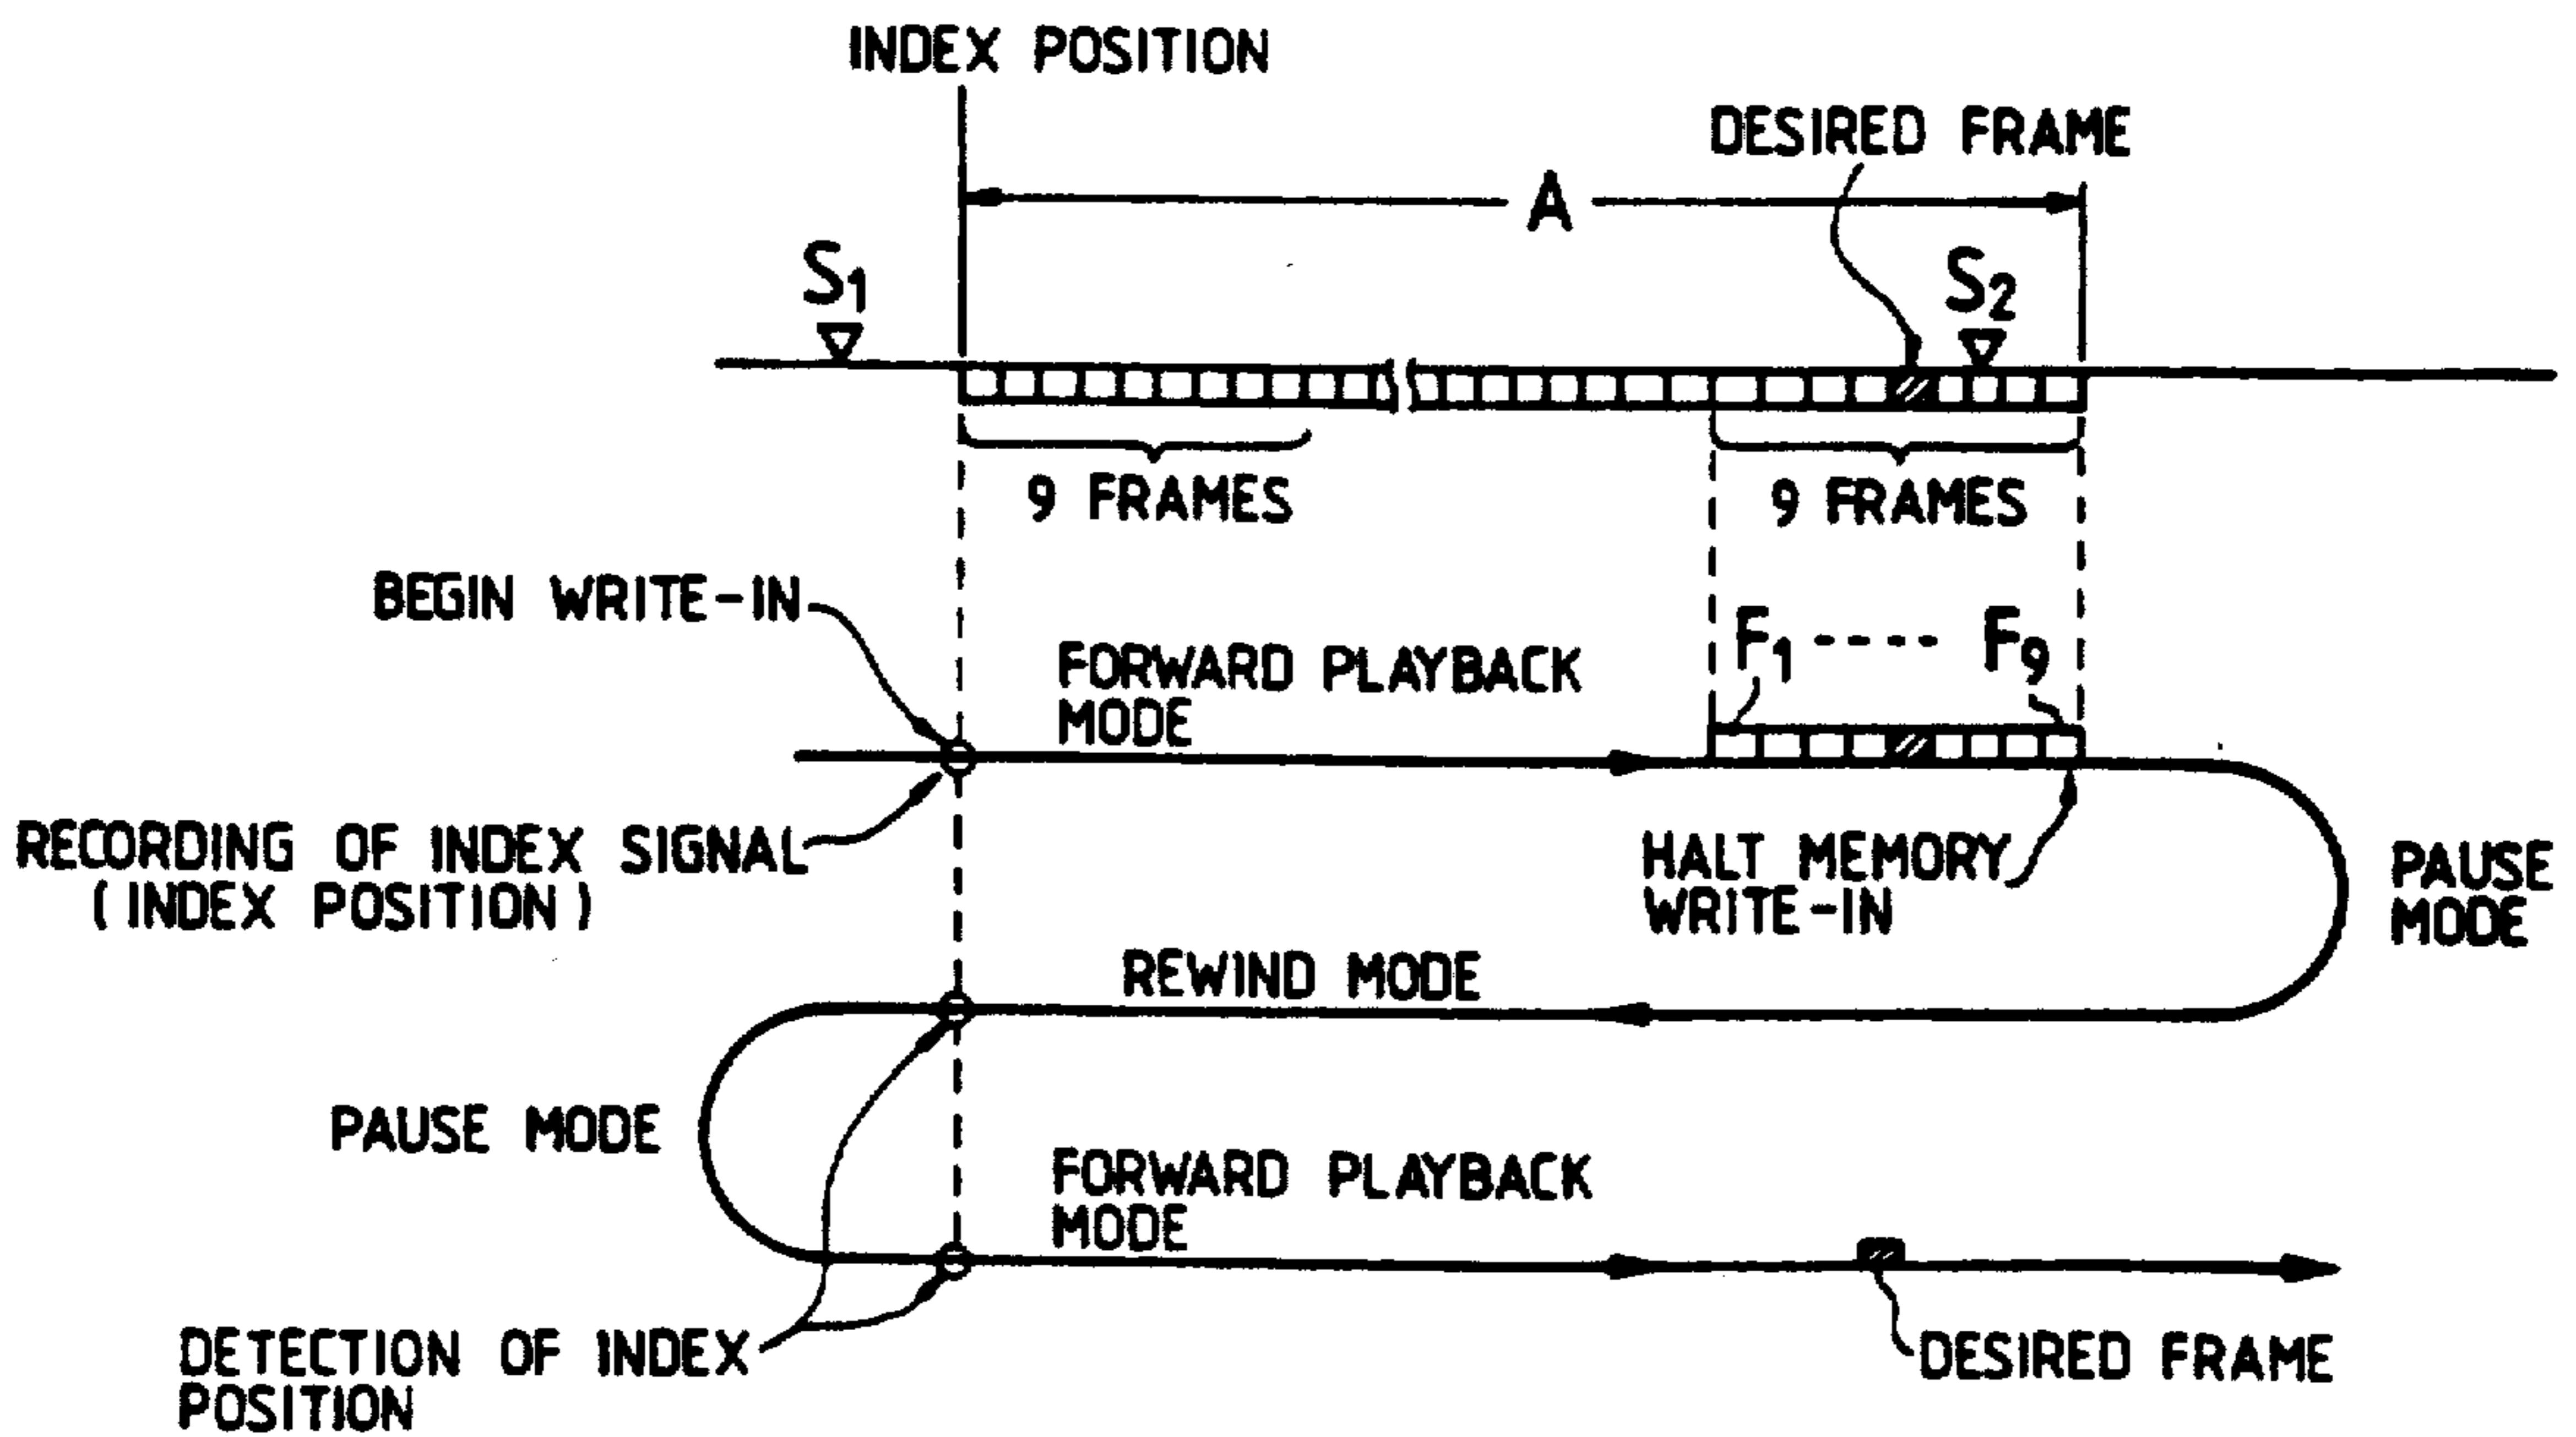 INDEX POSITION
DESIRED FRAME
A
S1
S2
9 FRAMES
9 FRAMES
BEGIN WRITE-IN
FORWARD PLAYBACK
MODE
F1 ---- F9
RECORDING OF INDEX SIGNAL
(INDEX POSITION)
HALT MEMORY
WRITE-IN
PAUSE
MODE
REWIND MODE
PAUSE MODE
FORWARD PLAYBACK
MODE
DETECTION OF INDEX
POSITION
DESIRED FRAME